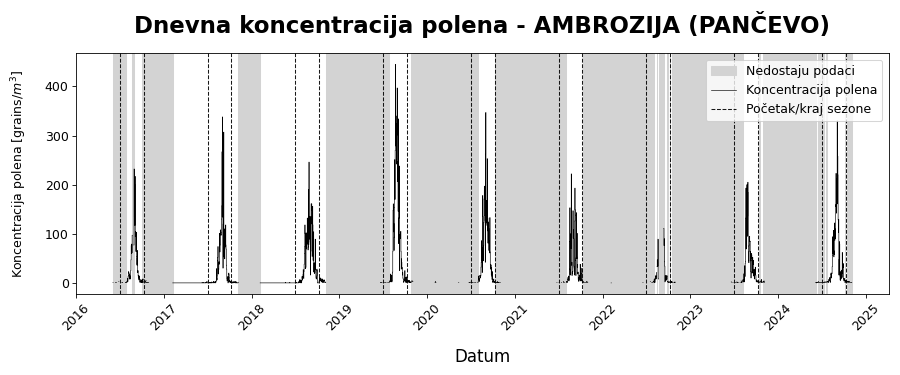 Dnevna koncentracija polena - AMBROZIJA (PANČEVO)
Koncentracija polena [grains/m³]
400
300
200
100
0
Nedostaju podaci
Koncentracija polena
Početak/kraj sezone
2016
2017
2018
2019
2020
2021
2022
2023
2024
2025
Datum